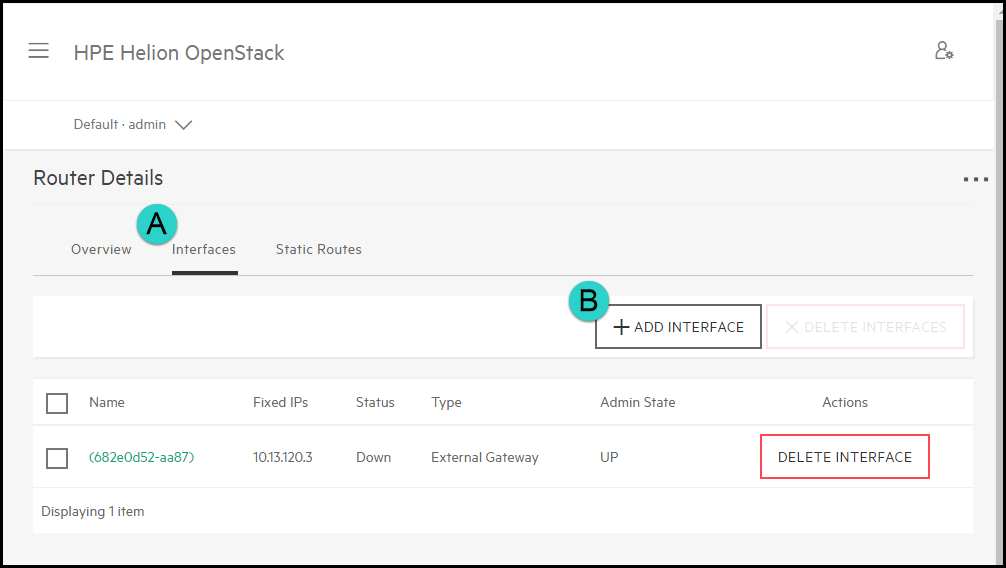 HPE Helion OpenStack
Default · admin
Router Details
A
Overview Interfaces Static Routes
B
+ ADD INTERFACE × DELETE INTERFACES
Name Fixed IPs Status Type Admin State Actions
(682e0d52-aa87) 10.13.120.3 Down External Gateway UP DELETE INTERFACE
Displaying 1 item